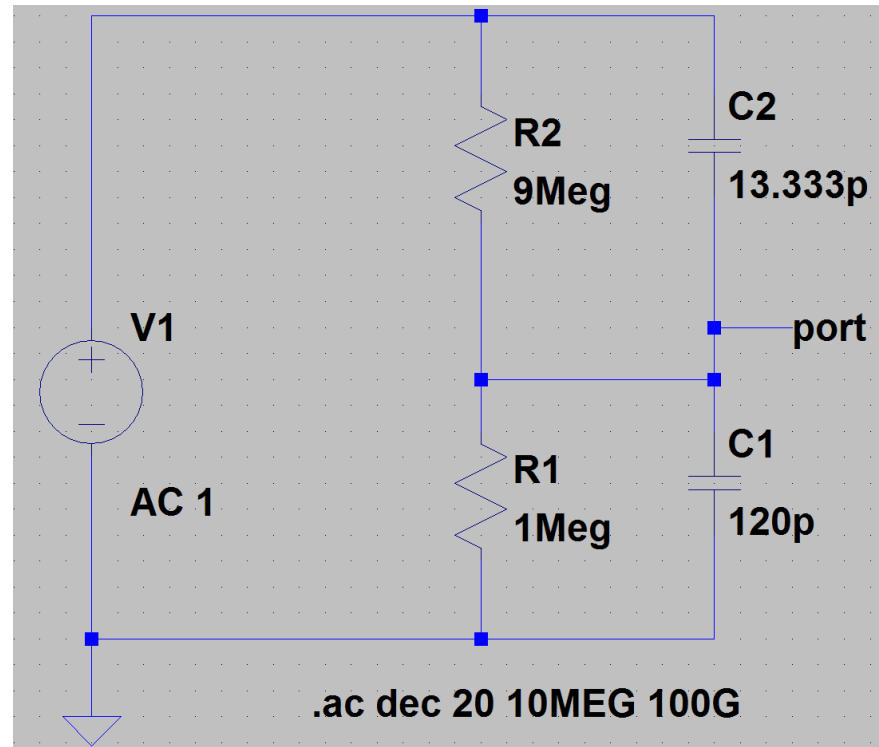 C2
13.333p
R2
9Meg
port
V1
AC 1
C1
120p
R1
1Meg
.ac dec 20 10MEG 100G